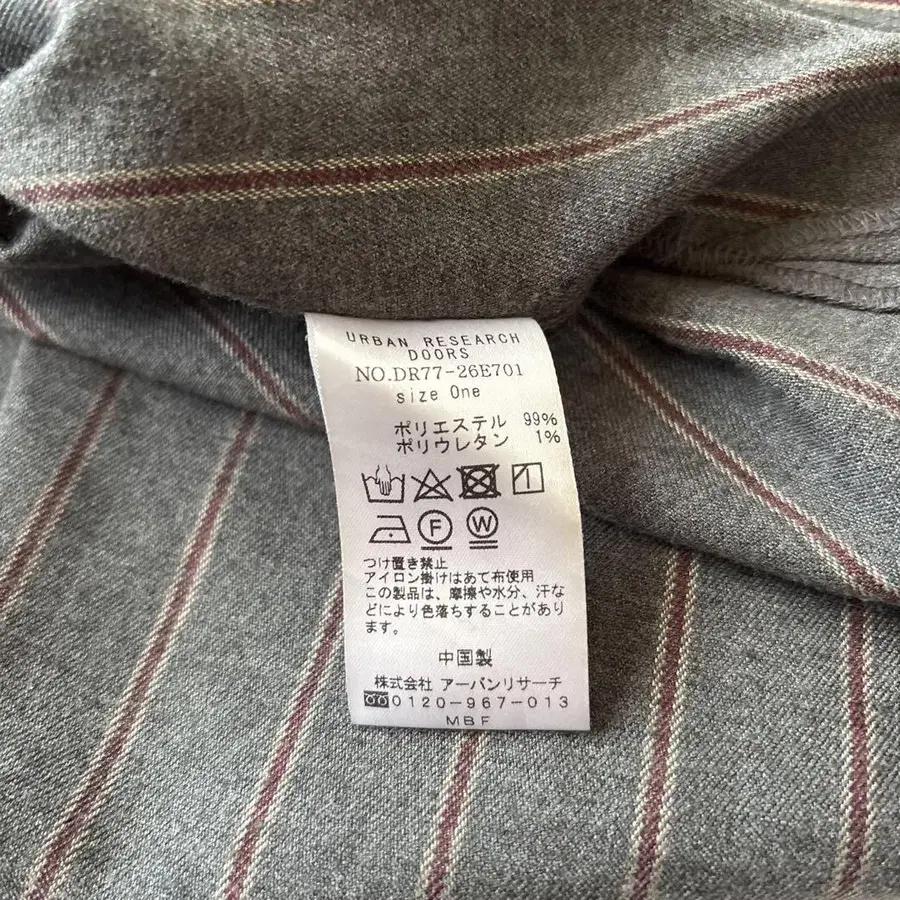 URBAN RESEARCH
DOORS
NO.DR77-26E701
size One
ポリエステル 99%
ポリウレタン 1%
F W
つけ置き禁止
アイロン掛けはあて布使用
この製品は、摩擦や水分、汗な
どにより色落ちすることがあり
ます。
中国製
株式会社 アーバンリサーチ
0120-967-013
MBF